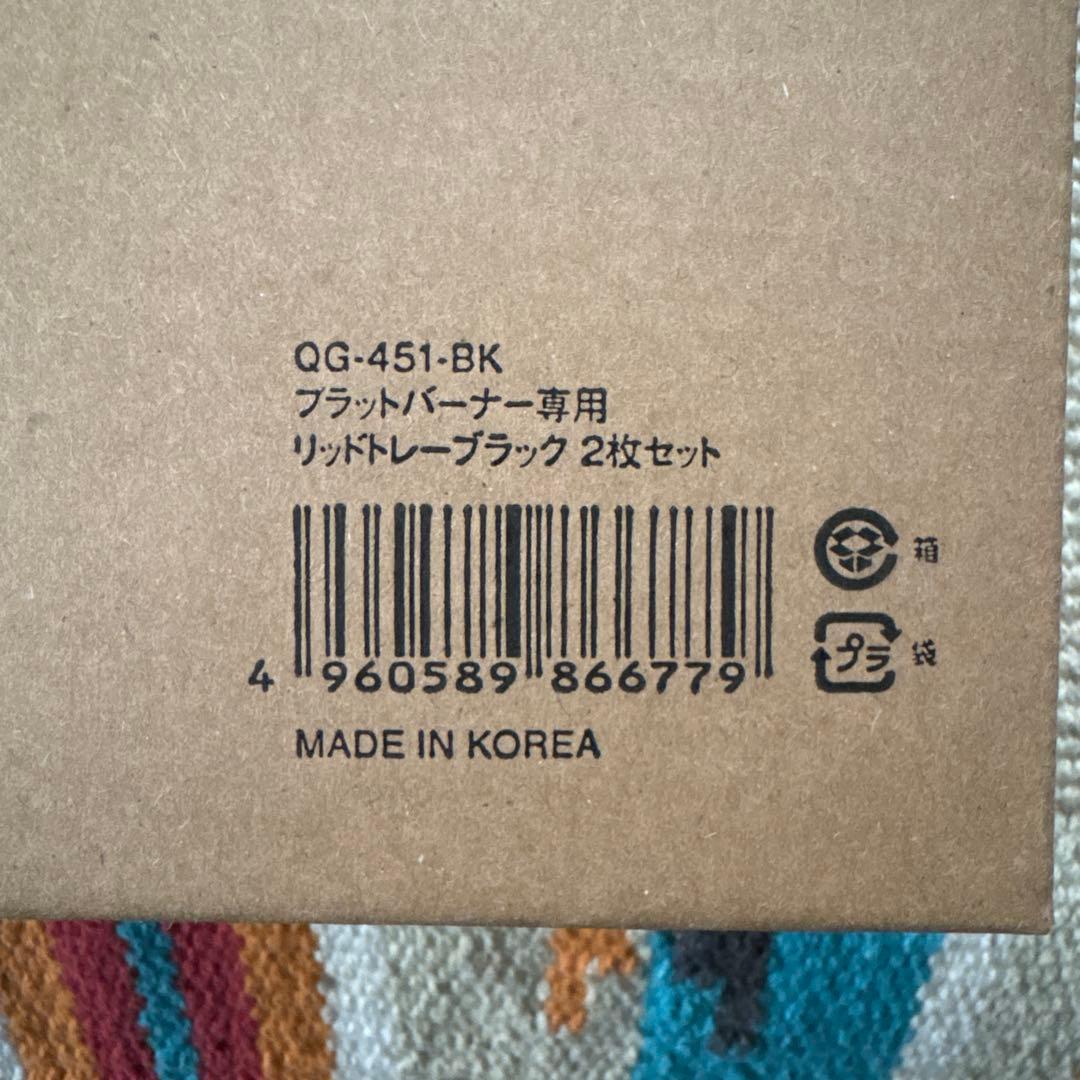 QG-451-BK
フラットバーナー専用
リッドトレーブラック 2枚セット
箱
プラ 袋
4 960589 866779
MADE IN KOREA